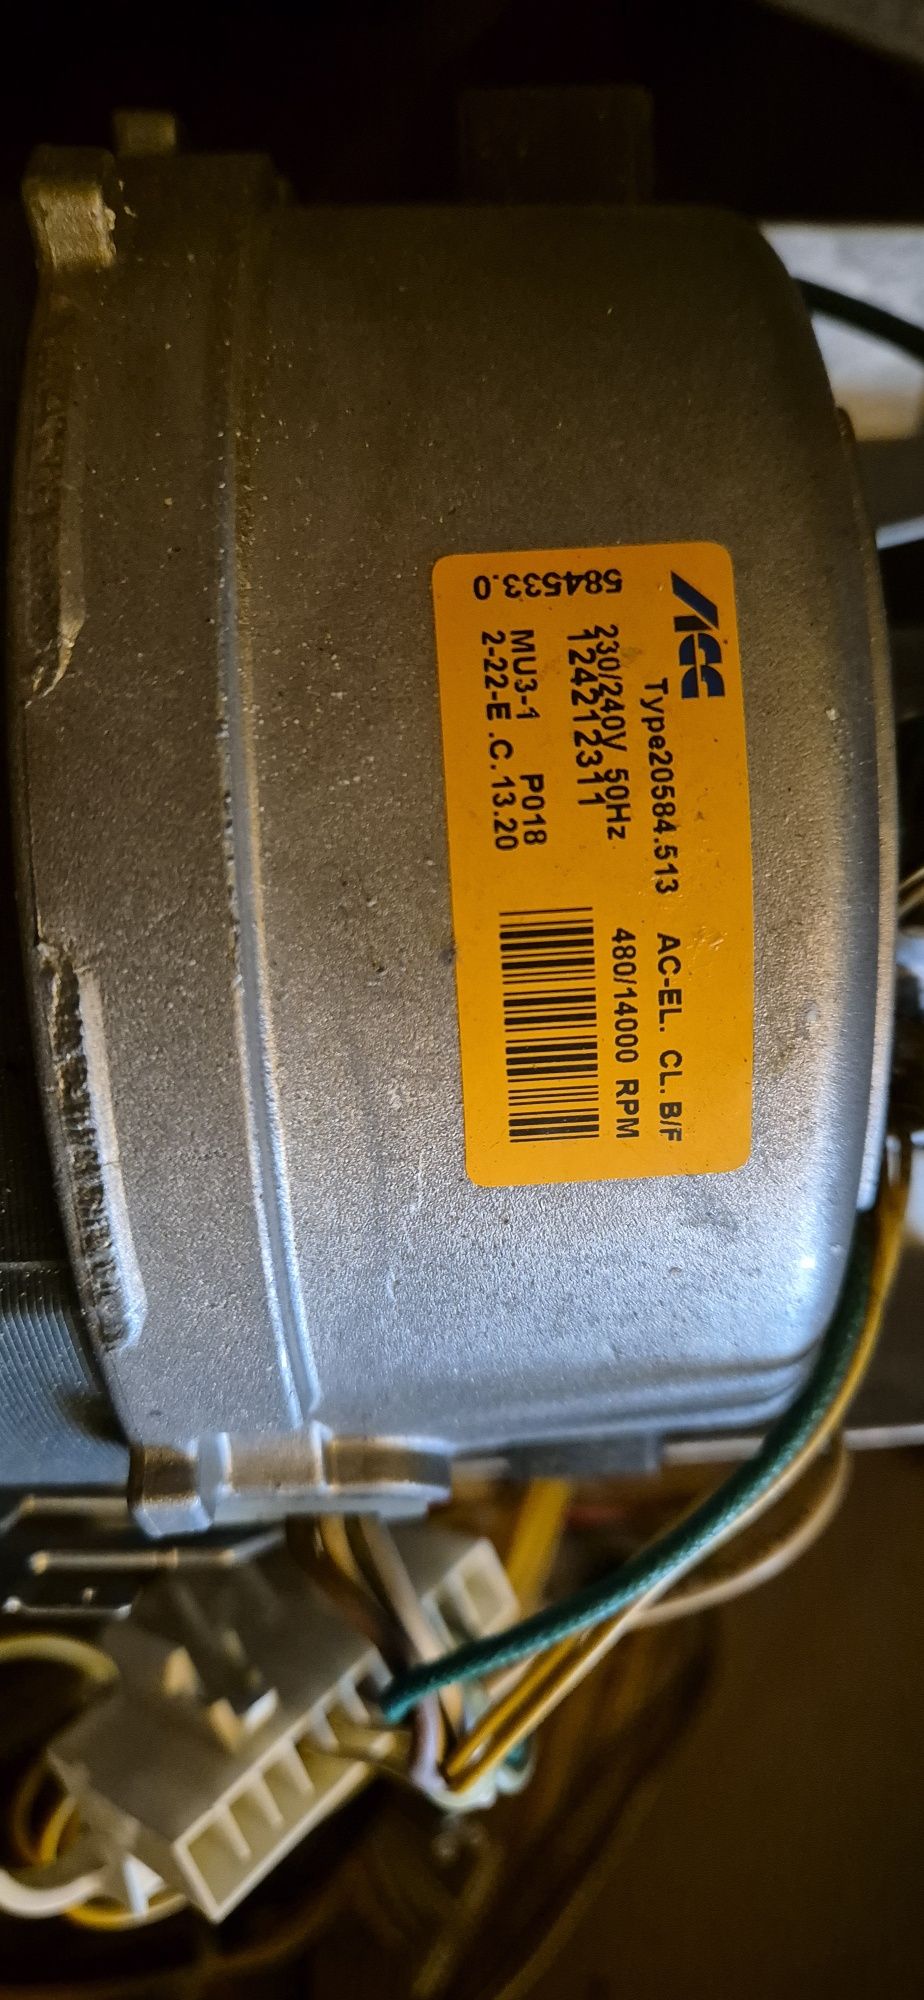 ACC
Type20584.513 AC-EL. CL. B/F
230/240V 50Hz 480/14000 RPM
124212311
MU3-1 P018
2-22-E .C.13.20
584533.0